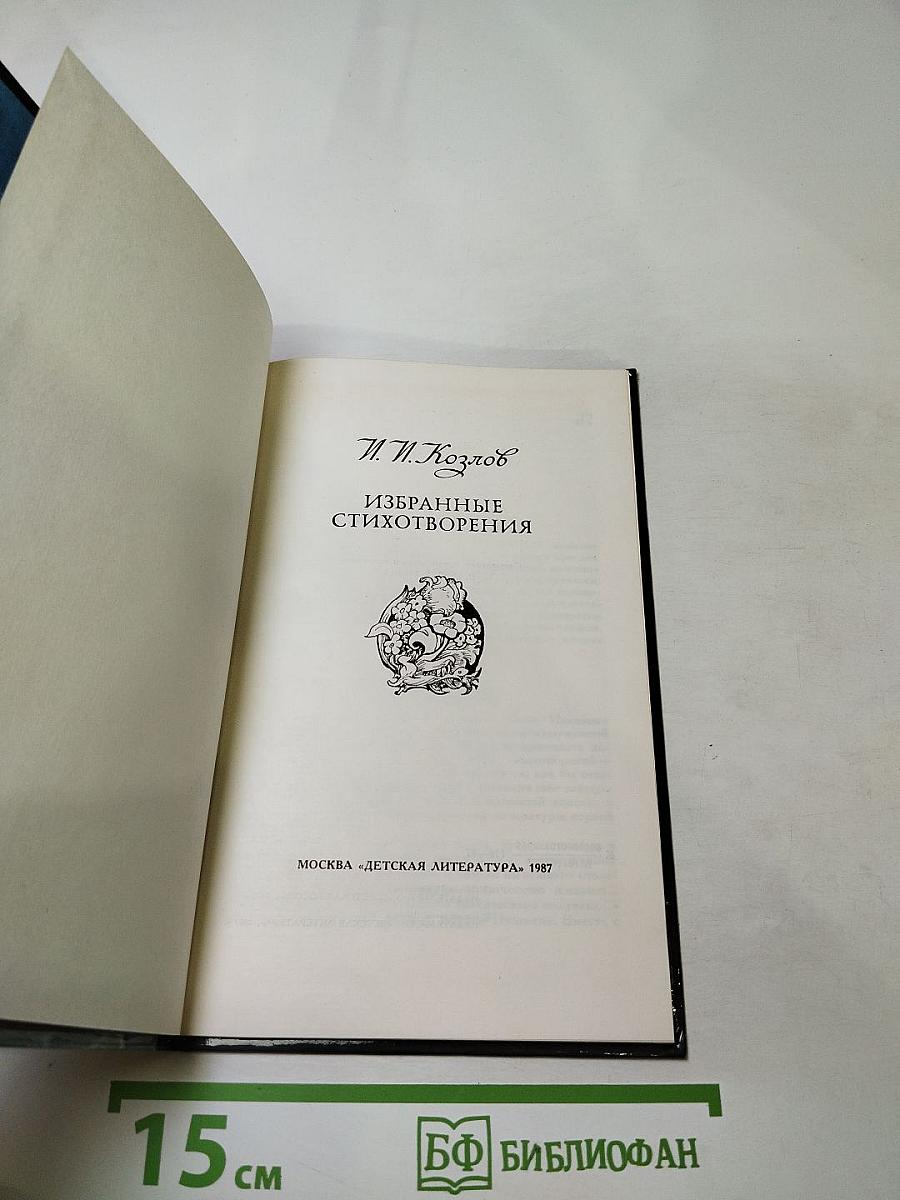 И. И. Козлов
ИЗБРАННЫЕ
СТИХОТВОРЕНИЯ
МОСКВА «ДЕТСКАЯ ЛИТЕРАТУРА» 1987
15 см
БФ БИБЛИОФАН